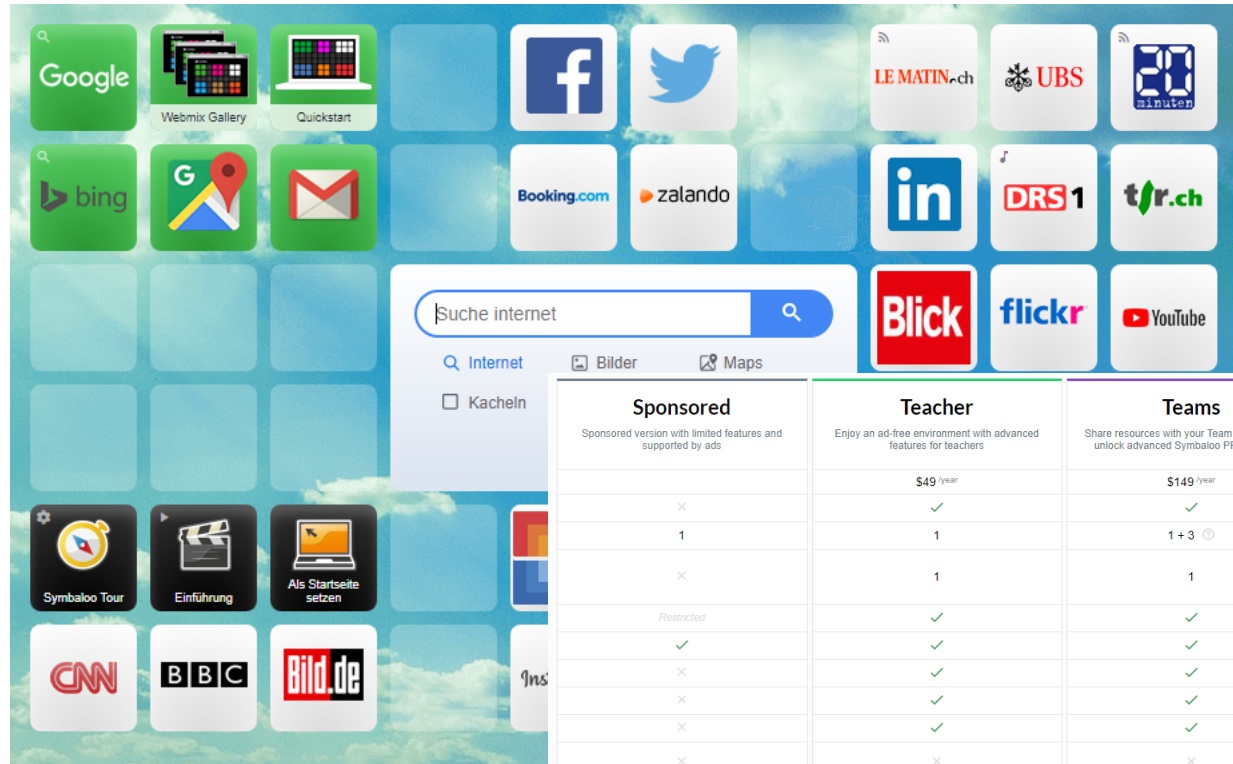 Google
Webmix Gallery
Quickstart
LE MATIN.ch
UBS
20
minuten
bing
G
Booking.com
zalando
in
DRS 1
tsr.ch
Suche internet
Blick
flickr
YouTube
Internet
Bilder
Maps
Kacheln
Sponsored
Teacher
Teams
Sponsored version with limited features and
supported by ads
Enjoy an ad-free environment with advanced
features for teachers
Share resources with your Team
unlock advanced Symbaloo
$49 /year
$149 /year
1
1
1 + 3
1
1
Restricted
Symbaloo Tour
Einführung
Als Startseite
setzen
CNN
BBC
Bild.de